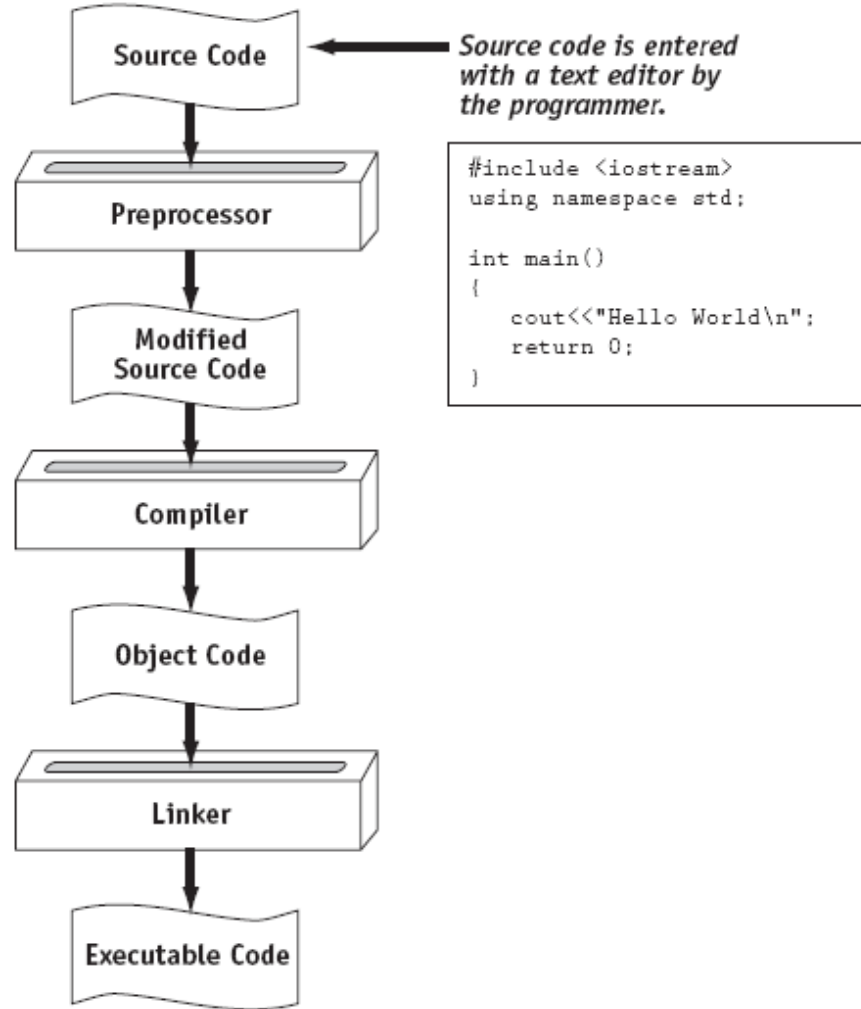 Source Code
Source code is entered
with a text editor by
the programmer.
Preprocessor
#include <iostream>
using namespace std;
int main()
{
cout<<"Hello World\n";
return 0;
}
Modified
Source Code
Compiler
Object Code
Linker
Executable Code